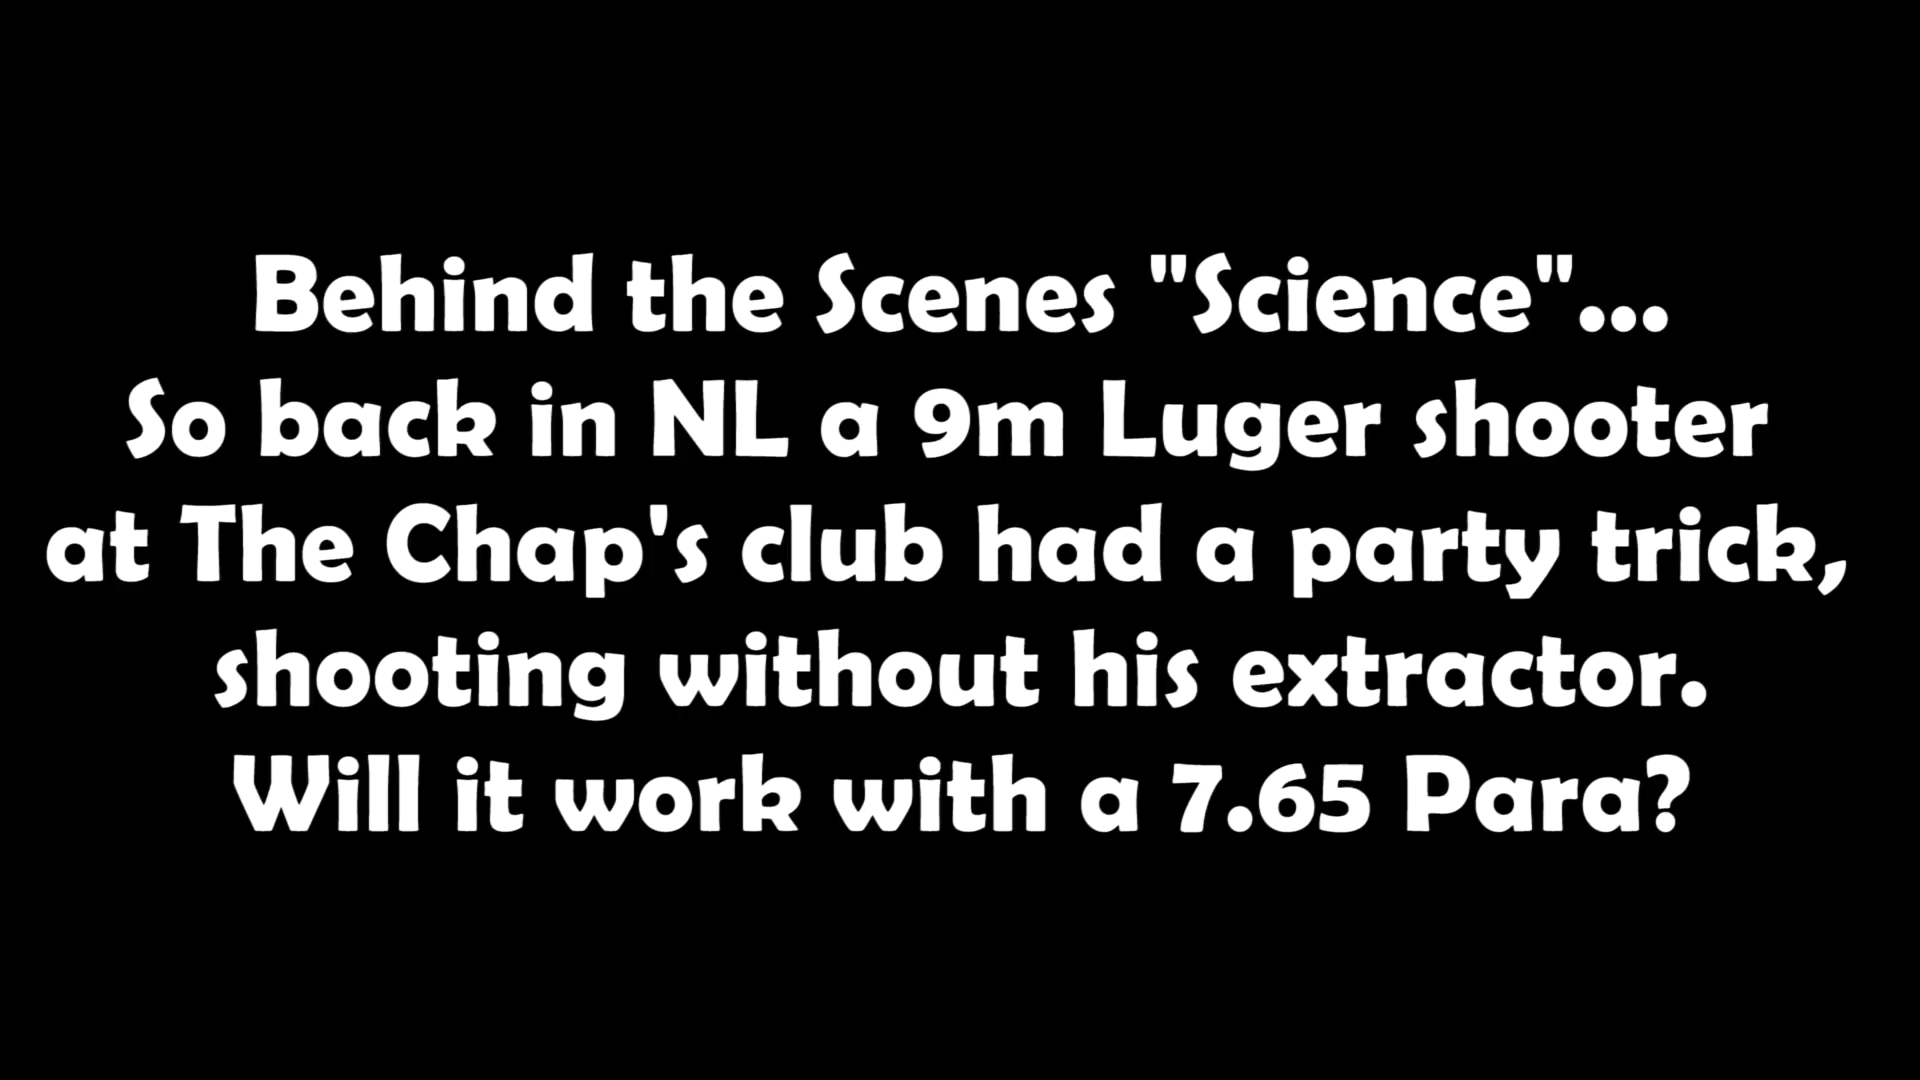 Behind the Scenes "Science"...
So back in NL a 9m Luger shooter
at The Chap's club had a party trick,
shooting without his extractor.
Will it work with a 7.65 Para?